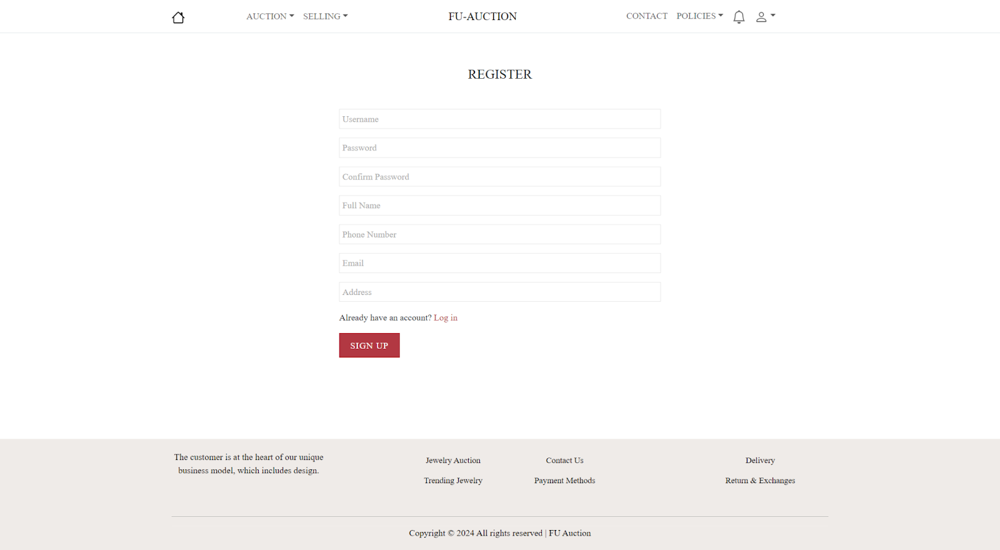 AUCTION SELLING FU-AUCTION CONTACT POLICIES
REGISTER
Username
Password
Confirm Password
Full Name
Phone Number
Email
Address
Already have an account? Log in
SIGN UP
The customer is at the heart of our unique
business model, which includes design.
Jewelry Auction
Trending Jewelry
Contact Us
Payment Methods
Delivery
Return & Exchanges
Copyright © 2024 All rights reserved | FU Auction